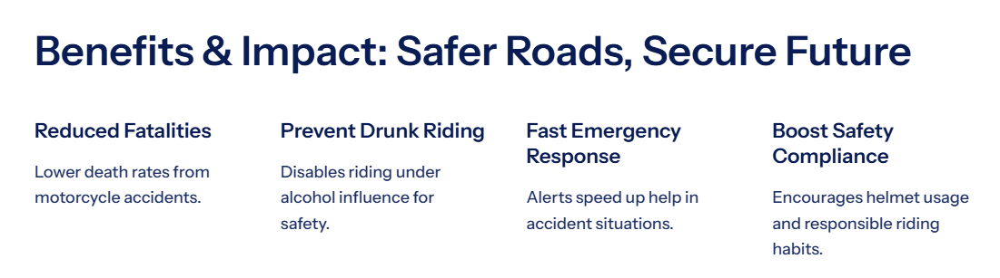 Benefits & Impact: Safer Roads, Secure Future
Reduced Fatalities
Lower death rates from
motorcycle accidents.
Prevent Drunk Riding
Disables riding under
alcohol influence for
safety.
Fast Emergency
Response
Alerts speed up help in
accident situations.
Boost Safety
Compliance
Encourages helmet usage
and responsible riding
habits.